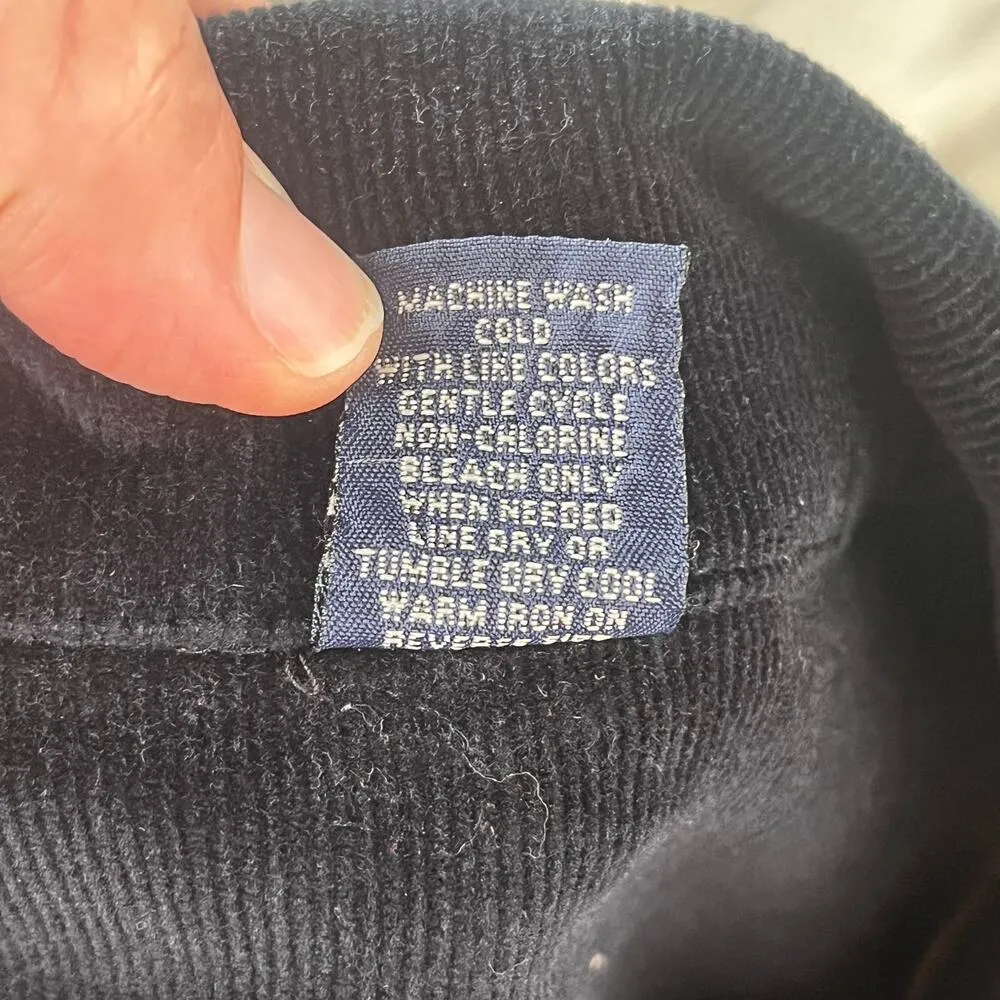 MACHINE WASH
COLD
WITH LIKE COLORS
GENTLE CYCLE
NON-CHLORINE
BLEACH ONLY
WHEN NEEDED
LINE DRY OR
TUMBLE DRY COOL
WARM IRON ON